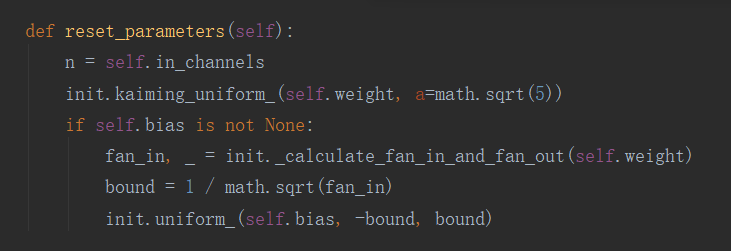 def reset_parameters(self):
    n = self.in_channels
    init.kaiming_uniform_(self.weight, a=math.sqrt(5))
    if self.bias is not None:
        fan_in, _ = init._calculate_fan_in_and_fan_out(self.weight)
        bound = 1 / math.sqrt(fan_in)
        init.uniform_(self.bias, -bound, bound)